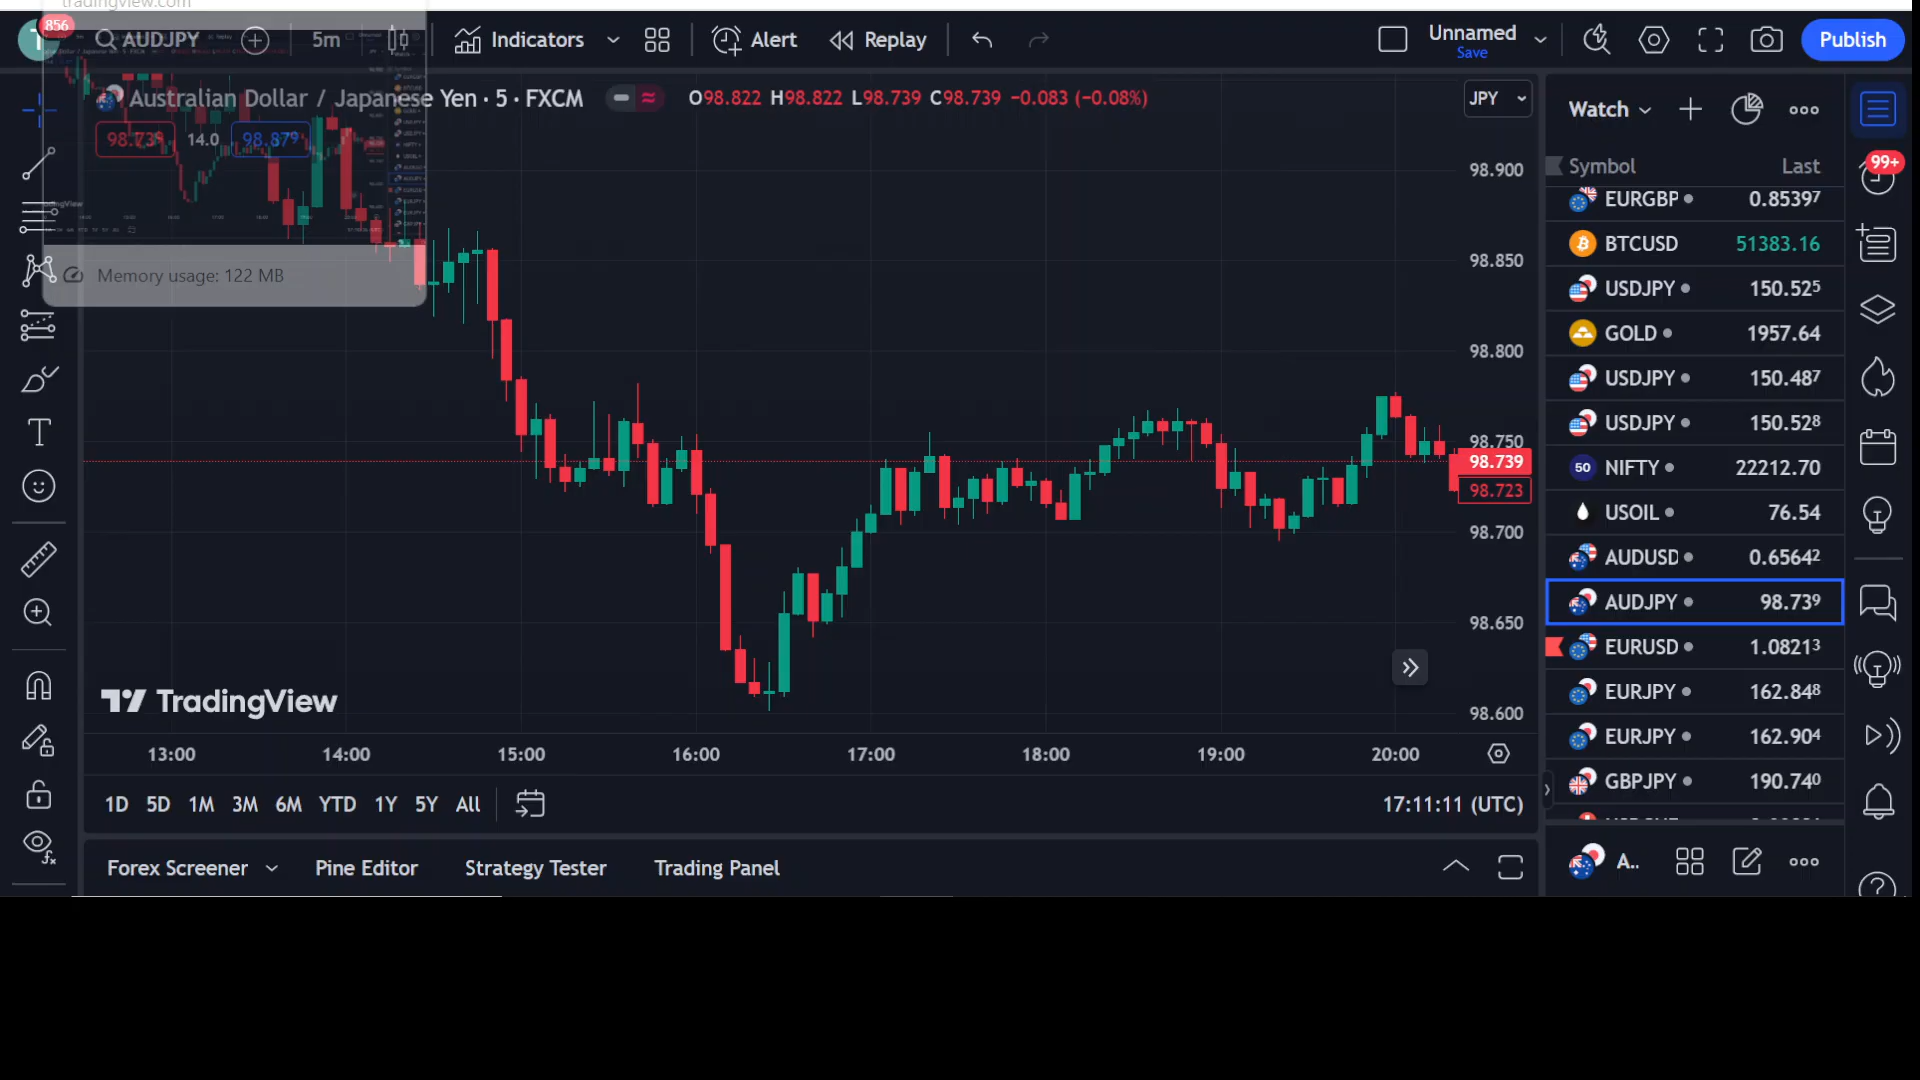 tradingview.com
856
AUDJPY
5m
Indicators
Alert
Replay
Unnamed
Save
Publish
Australian Dollar / Japanese Yen · 5 · FXCM
O98.822 H98.822 L98.739 C98.739 −0.083 (−0.08%)
JPY
98.739
14.0
98.879
Memory usage: 122 MB
98.900
98.850
98.800
98.750
98.739
98.723
98.700
98.650
98.600
TradingView
13:00 14:00 15:00 16:00 17:00 18:00 19:00 20:00
1D 5D 1M 3M 6M YTD 1Y 5Y All
17:11:11 (UTC)
Forex Screener
Pine Editor
Strategy Tester
Trading Panel
Watch
99+
Symbol Last
EURGBP 0.85397
BTCUSD 51383.16
USDJPY 150.525
GOLD 1957.64
USDJPY 150.487
USDJPY 150.528
50 NIFTY 22212.70
USOIL 76.54
AUDUSD 0.65642
AUDJPY 98.739
EURUSD 1.08213
EURJPY 162.848
EURJPY 162.904
GBPJPY 190.740
A..